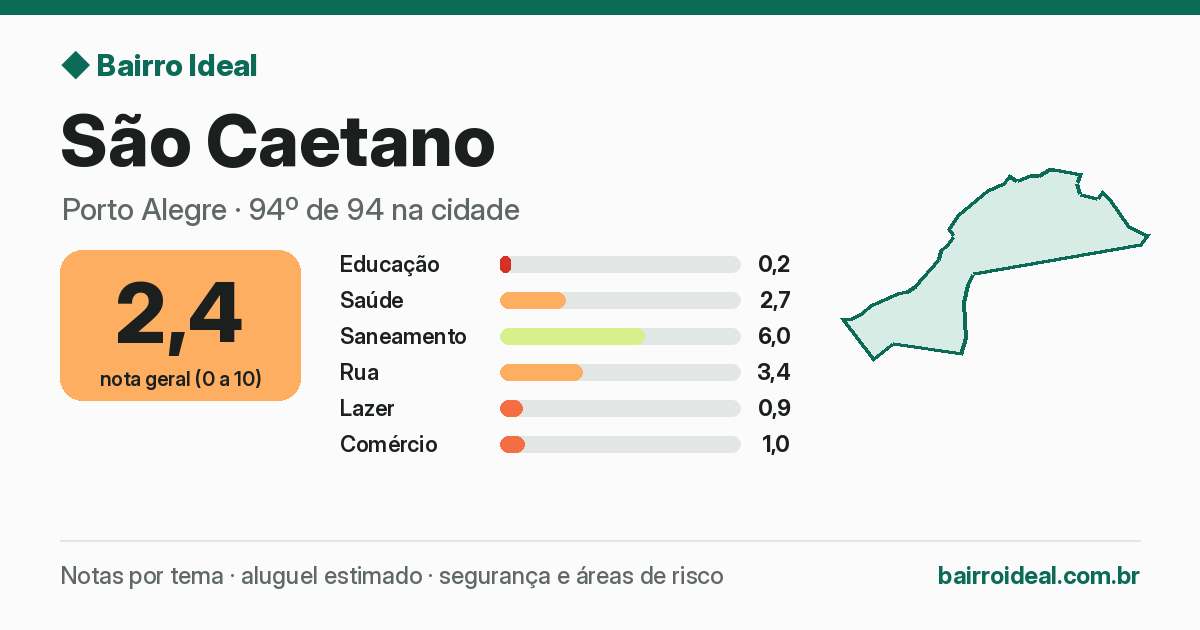 Bairro Ideal
São Caetano
Porto Alegre · 94º de 94 na cidade
2,4
nota geral (0 a 10)
Educação 0,2
Saúde 2,7
Saneamento 6,0
Rua 3,4
Lazer 0,9
Comércio 1,0
Notas por tema · aluguel estimado · segurança e áreas de risco
bairroideal.com.br